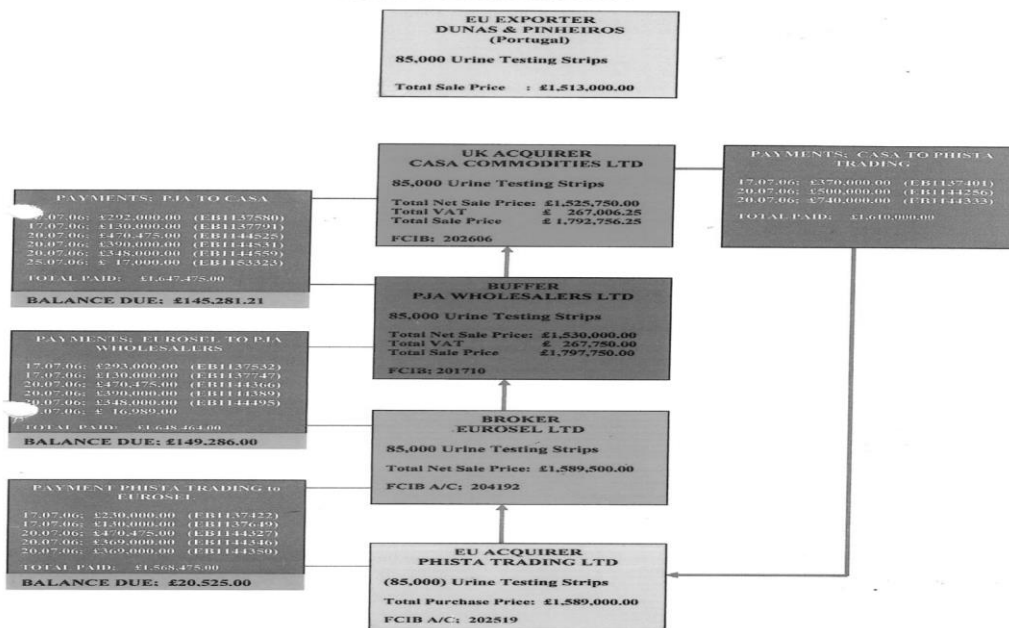 EU EXPORTER
DUNAS & PINHEIROS
(Portugal)
85,000 Urine Testing Strips
Total Sale Price : £1,513,000.00
UK ACQUIRER
CASA COMMODITIES LTD
85,000 Urine Testing Strips
Total Net Sale Price: £1,525,750.00
Total VAT £ 267,006.25
Total Sale Price £ 1,792,756.25
FCIB: 202606
PAYMENTS: CASA TO PHISTA
TRADING
17.07.06: £370,000.00 (EB1137401)
20.07.06: £500,000.00 (EB1144256)
20.07.06: £740,000.00 (EB1144333)
TOTAL PAID: £1,610,000.00
PAYMENTS: PJA TO CASA
.07.06: £292,000.00 (EB1137580)
17.07.06: £130,000.00 (EB1137791)
20.07.06: £470,475.00 (EB1144525)
20.07.06: £390,000.00 (EB1144531)
20.07.06: £348,000.00 (EB1144559)
25.07.06: £ 17,000.00 (EB1153323)
TOTAL PAID: £1,647,475.00
BALANCE DUE: £145,281.21
BUFFER
PJA WHOLESALERS LTD
85,000 Urine Testing Strips
Total Net Sale Price: £1,530,000.00
Total VAT £ 267,750.00
Total Sale Price £1,797,750.00
FCIB: 201710
PAYMENTS: EUROSEL TO PJA
WHOLESALERS
17.07.06: £293,000.00 (EB1137532)
17.07.06: £130,000.00 (EB1137747)
20.07.06: £470,475.00 (EB1144366)
20.07.06: £390,000.00 (EB1111389)
20.07.06: £348,000.00 (EB1144495)
.07.06: £ 16,989.00
TOTAL PAID: £1,648,464.00
BALANCE DUE: £149,286.00
BROKER
EUROSEL LTD
85,000 Urine Testing Strips
Total Net Sale Price: £1,589,500.00
FCIB A/C: 204192
PAYMENT PHISTA TRADING to
EUROSEL
17.07.06: £230,000.00 (EB1137422)
17.07.06: £130,000.00 (EB1137649)
20.07.06: £470,475.00 (EB1144327)
20.07.06: £369,000.00 (EB1144346)
20.07.06: £369,000.00 (EB1144350)
TOTAL PAID: £1,568,475.00
BALANCE DUE: £20,525.00
EU ACQUIRER
PHISTA TRADING LTD
(85,000) Urine Testing Strips
Total Purchase Price: £1,589,000.00
FCIB A/C: 202519